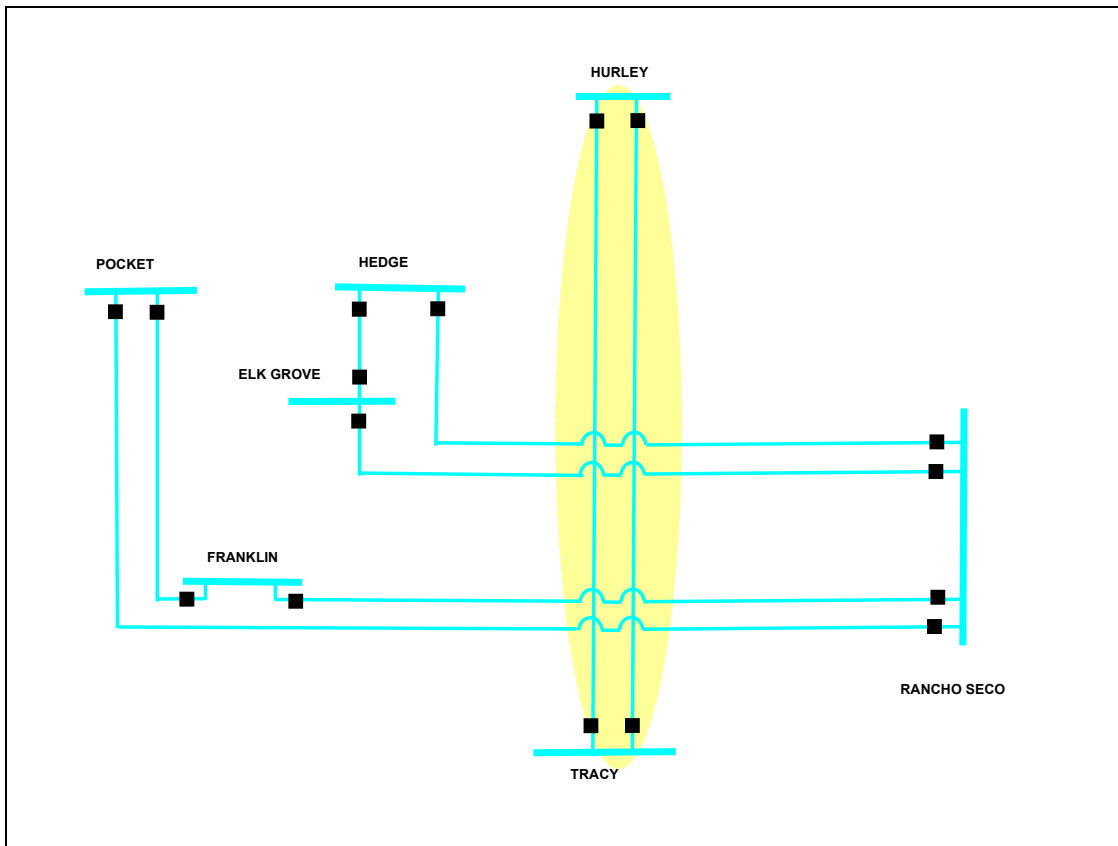 HURLEY
POCKET
HEDGE
ELK GROVE
FRANKLIN
RANCHO SECO
TRACY